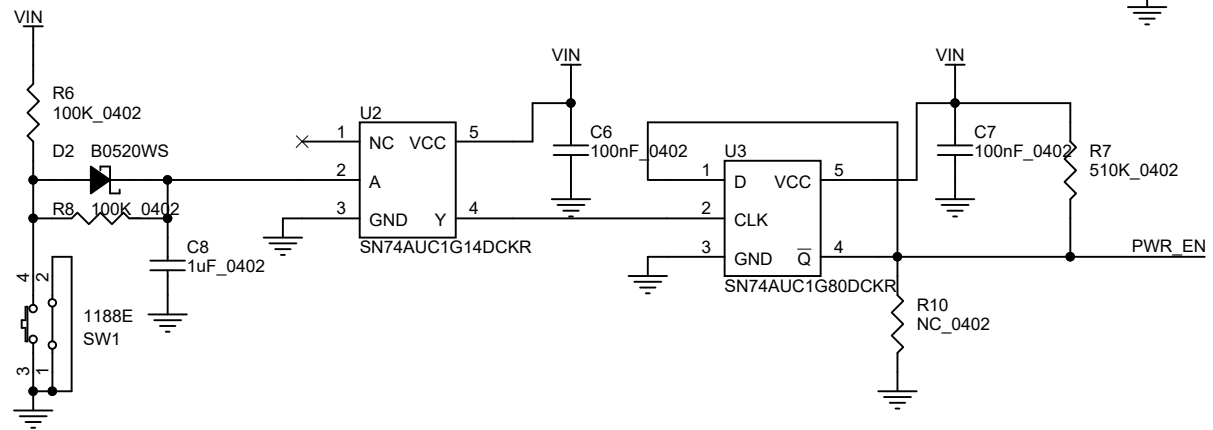 VIN
R6
100K_0402
D2 B0520WS
R8 100K_0402
C8
1uF_0402
4
2
3
1
1188E
SW1
U2
1 NC VCC 5
2 A
3 GND Y 4
SN74AUC1G14DCKR
VIN
C6
100nF_0402
U3
1 D VCC 5
2 CLK
3 GND Q̅ 4
SN74AUC1G80DCKR
VIN
C7
100nF_0402
R7
510K_0402
PWR_EN
R10
NC_0402